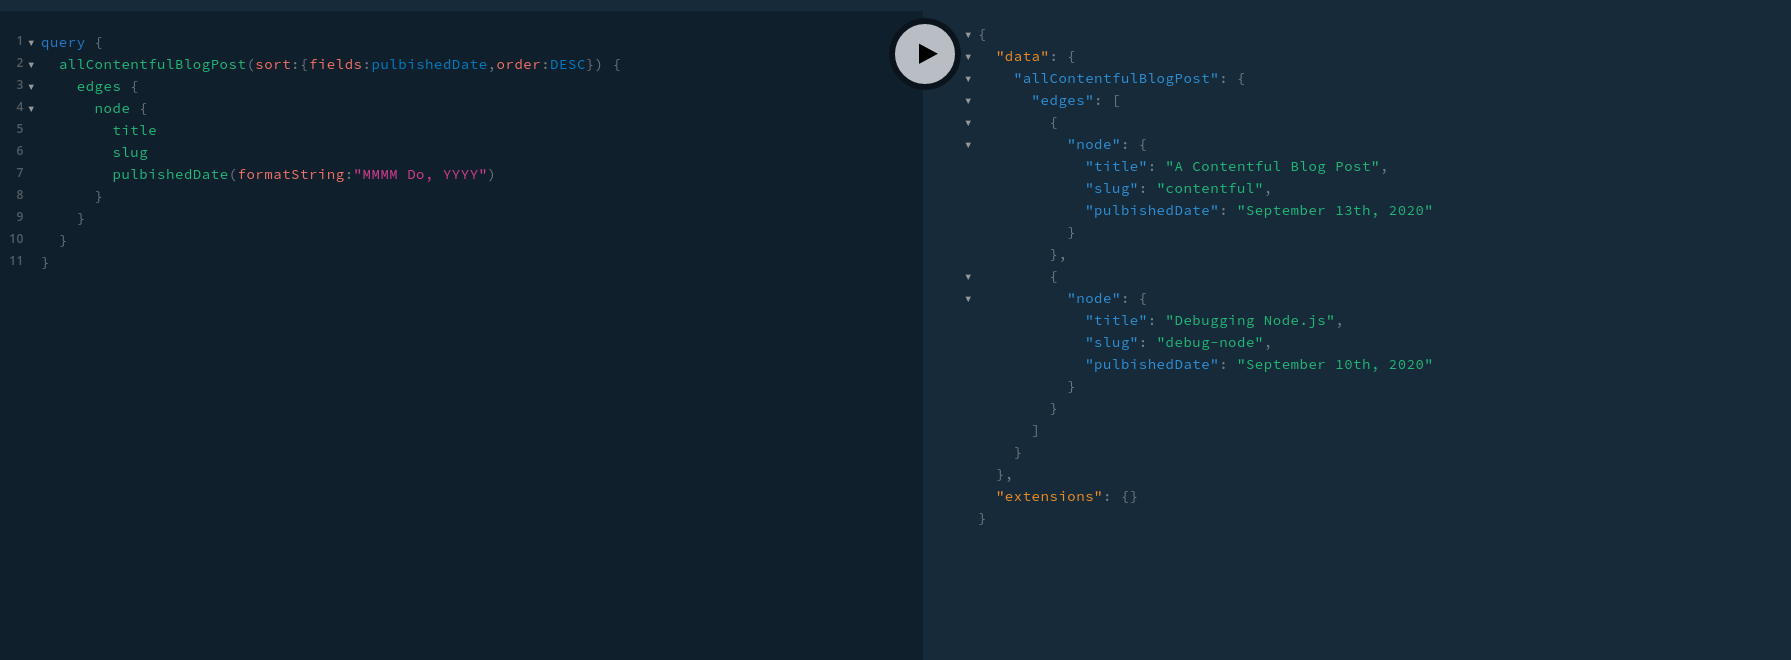 1 query {
2 allContentfulBlogPost(sort:{fields:pulbishedDate,order:DESC}) {
3 edges {
4 node {
5 title
6 slug
7 pulbishedDate(formatString:"MMMM Do, YYYY")
8 }
9 }
10 }
11 }
{
"data": {
"allContentfulBlogPost": {
"edges": [
{
"node": {
"title": "A Contentful Blog Post",
"slug": "contentful",
"pulbishedDate": "September 13th, 2020"
}
},
{
"node": {
"title": "Debugging Node.js",
"slug": "debug-node",
"pulbishedDate": "September 10th, 2020"
}
}
]
}
},
"extensions": {}
}